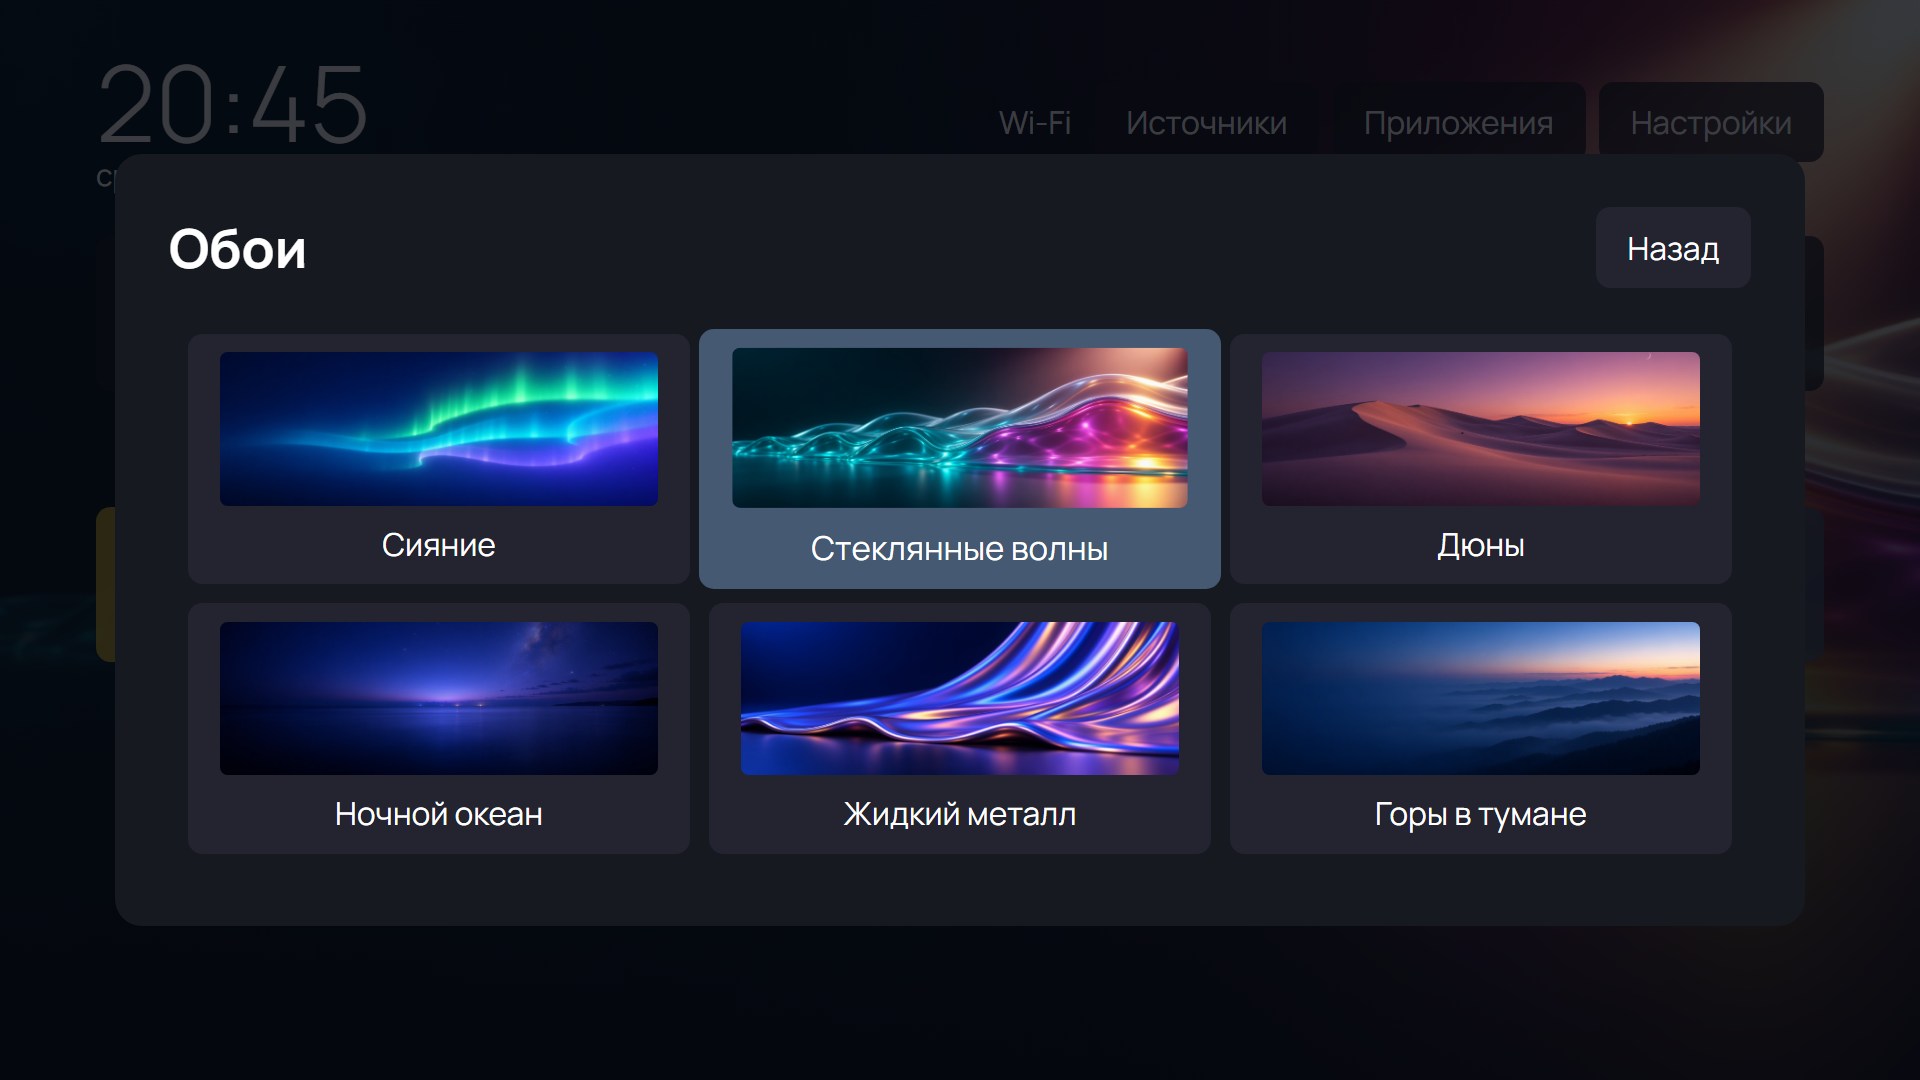 20:45
Wi-Fi
Источники
Приложения
Настройки
Обои
Назад
Сияние
Стеклянные волны
Дюны
Ночной океан
Жидкий металл
Горы в тумане